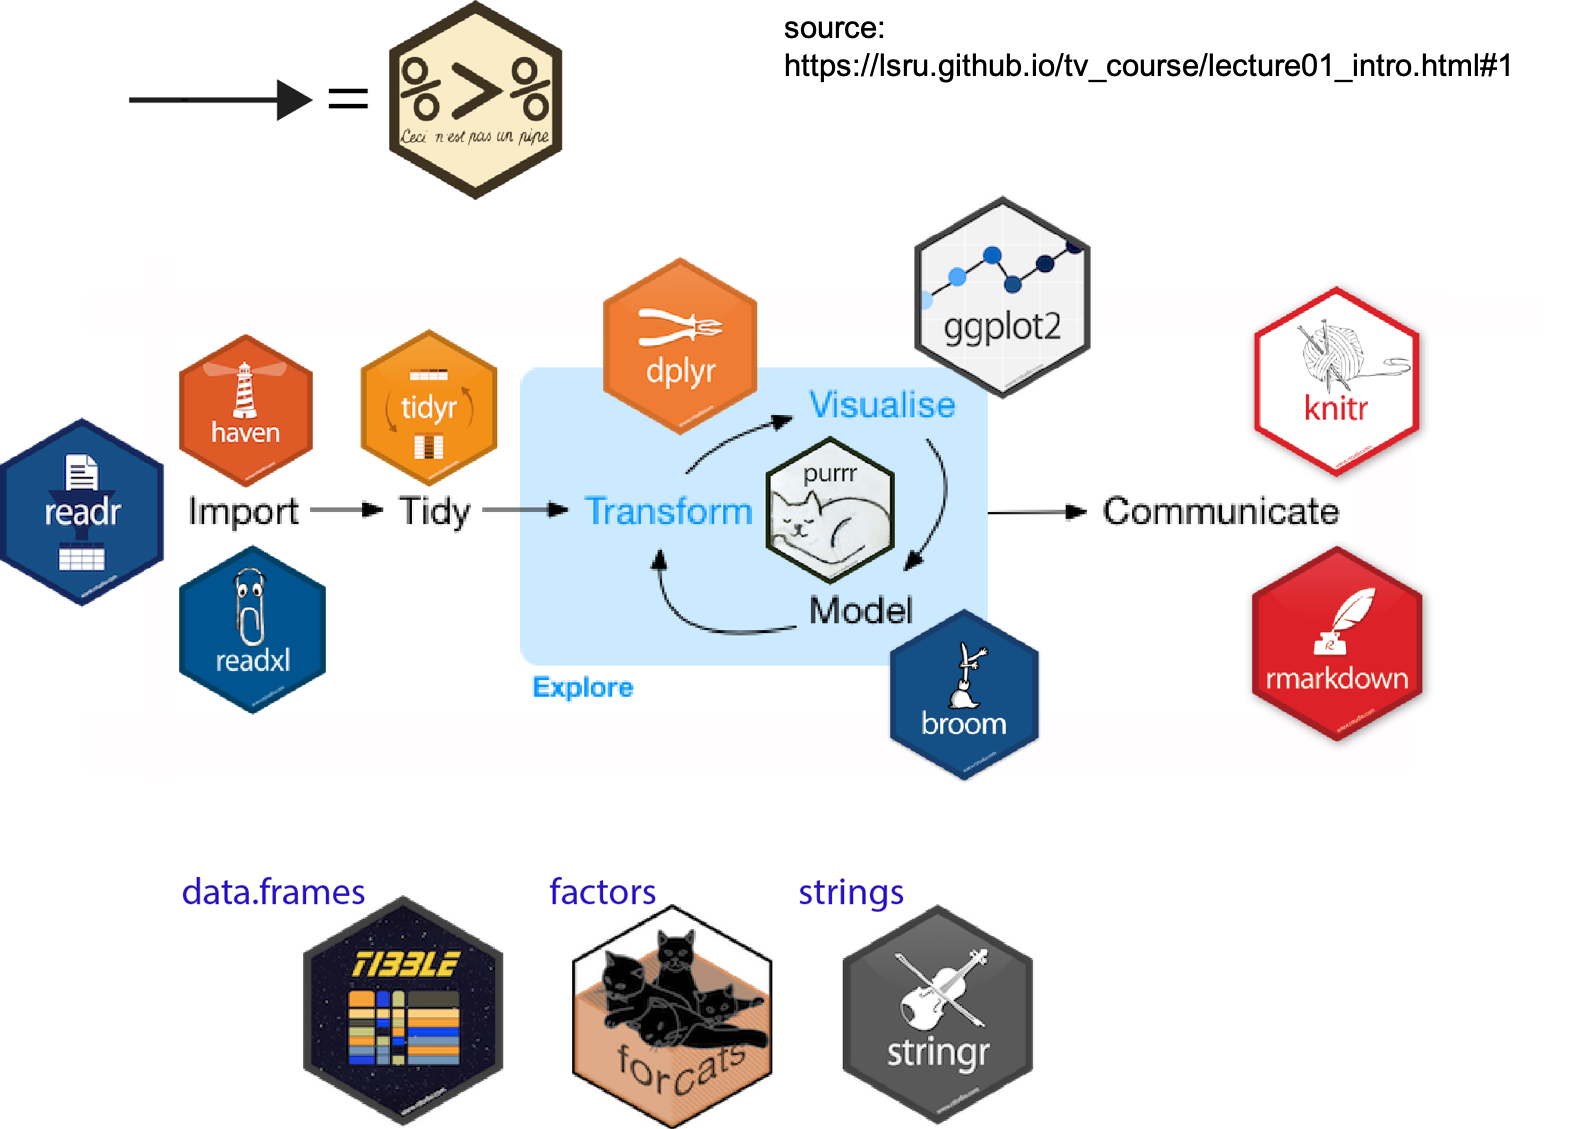 source:
https://lsru.github.io/tv_course/lecture01_intro.html#1
=
%>%
Ceci n'est pas un pipe
ggplot2
dplyr
haven
tidyr
Visualise
knitr
purrr
readr
Import
Tidy
Transform
Communicate
Model
readxl
Explore
broom
rmarkdown
data.frames
factors
strings
TIBBLE
forcats
stringr